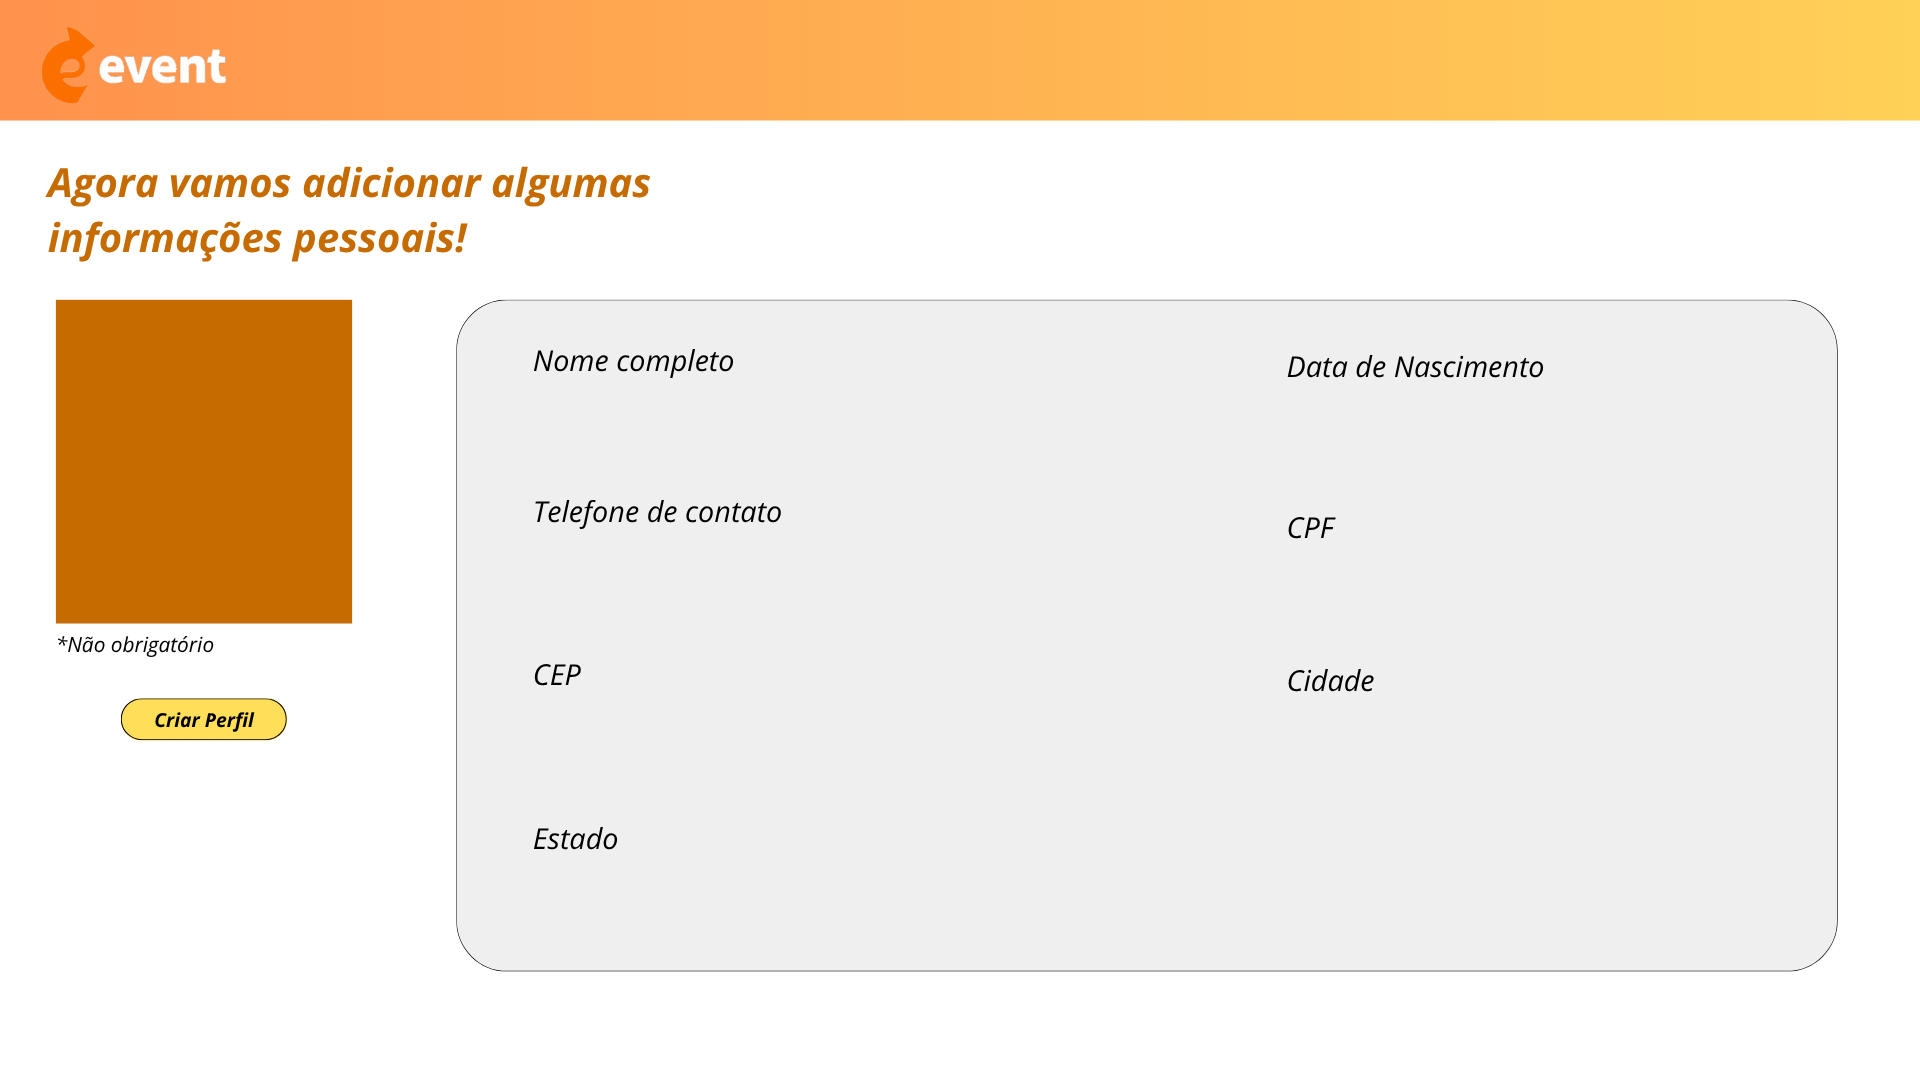 event
Agora vamos adicionar algumas
informações pessoais!
Nome completo
Data de Nascimento
Telefone de contato
CPF
*Não obrigatório
CEP
Cidade
Criar Perfil
Estado